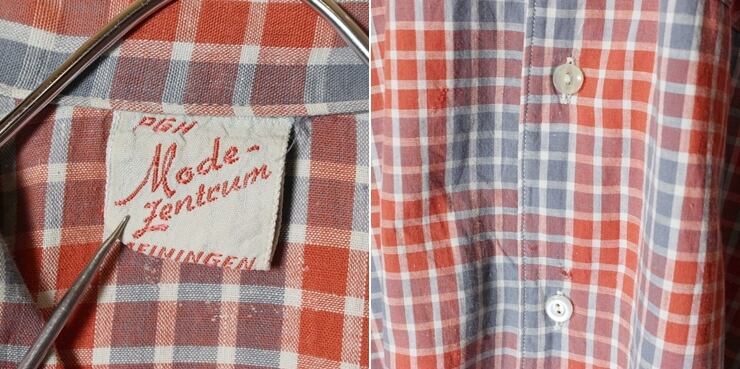 PGH
Mode-
Zentrum
MEININGEN